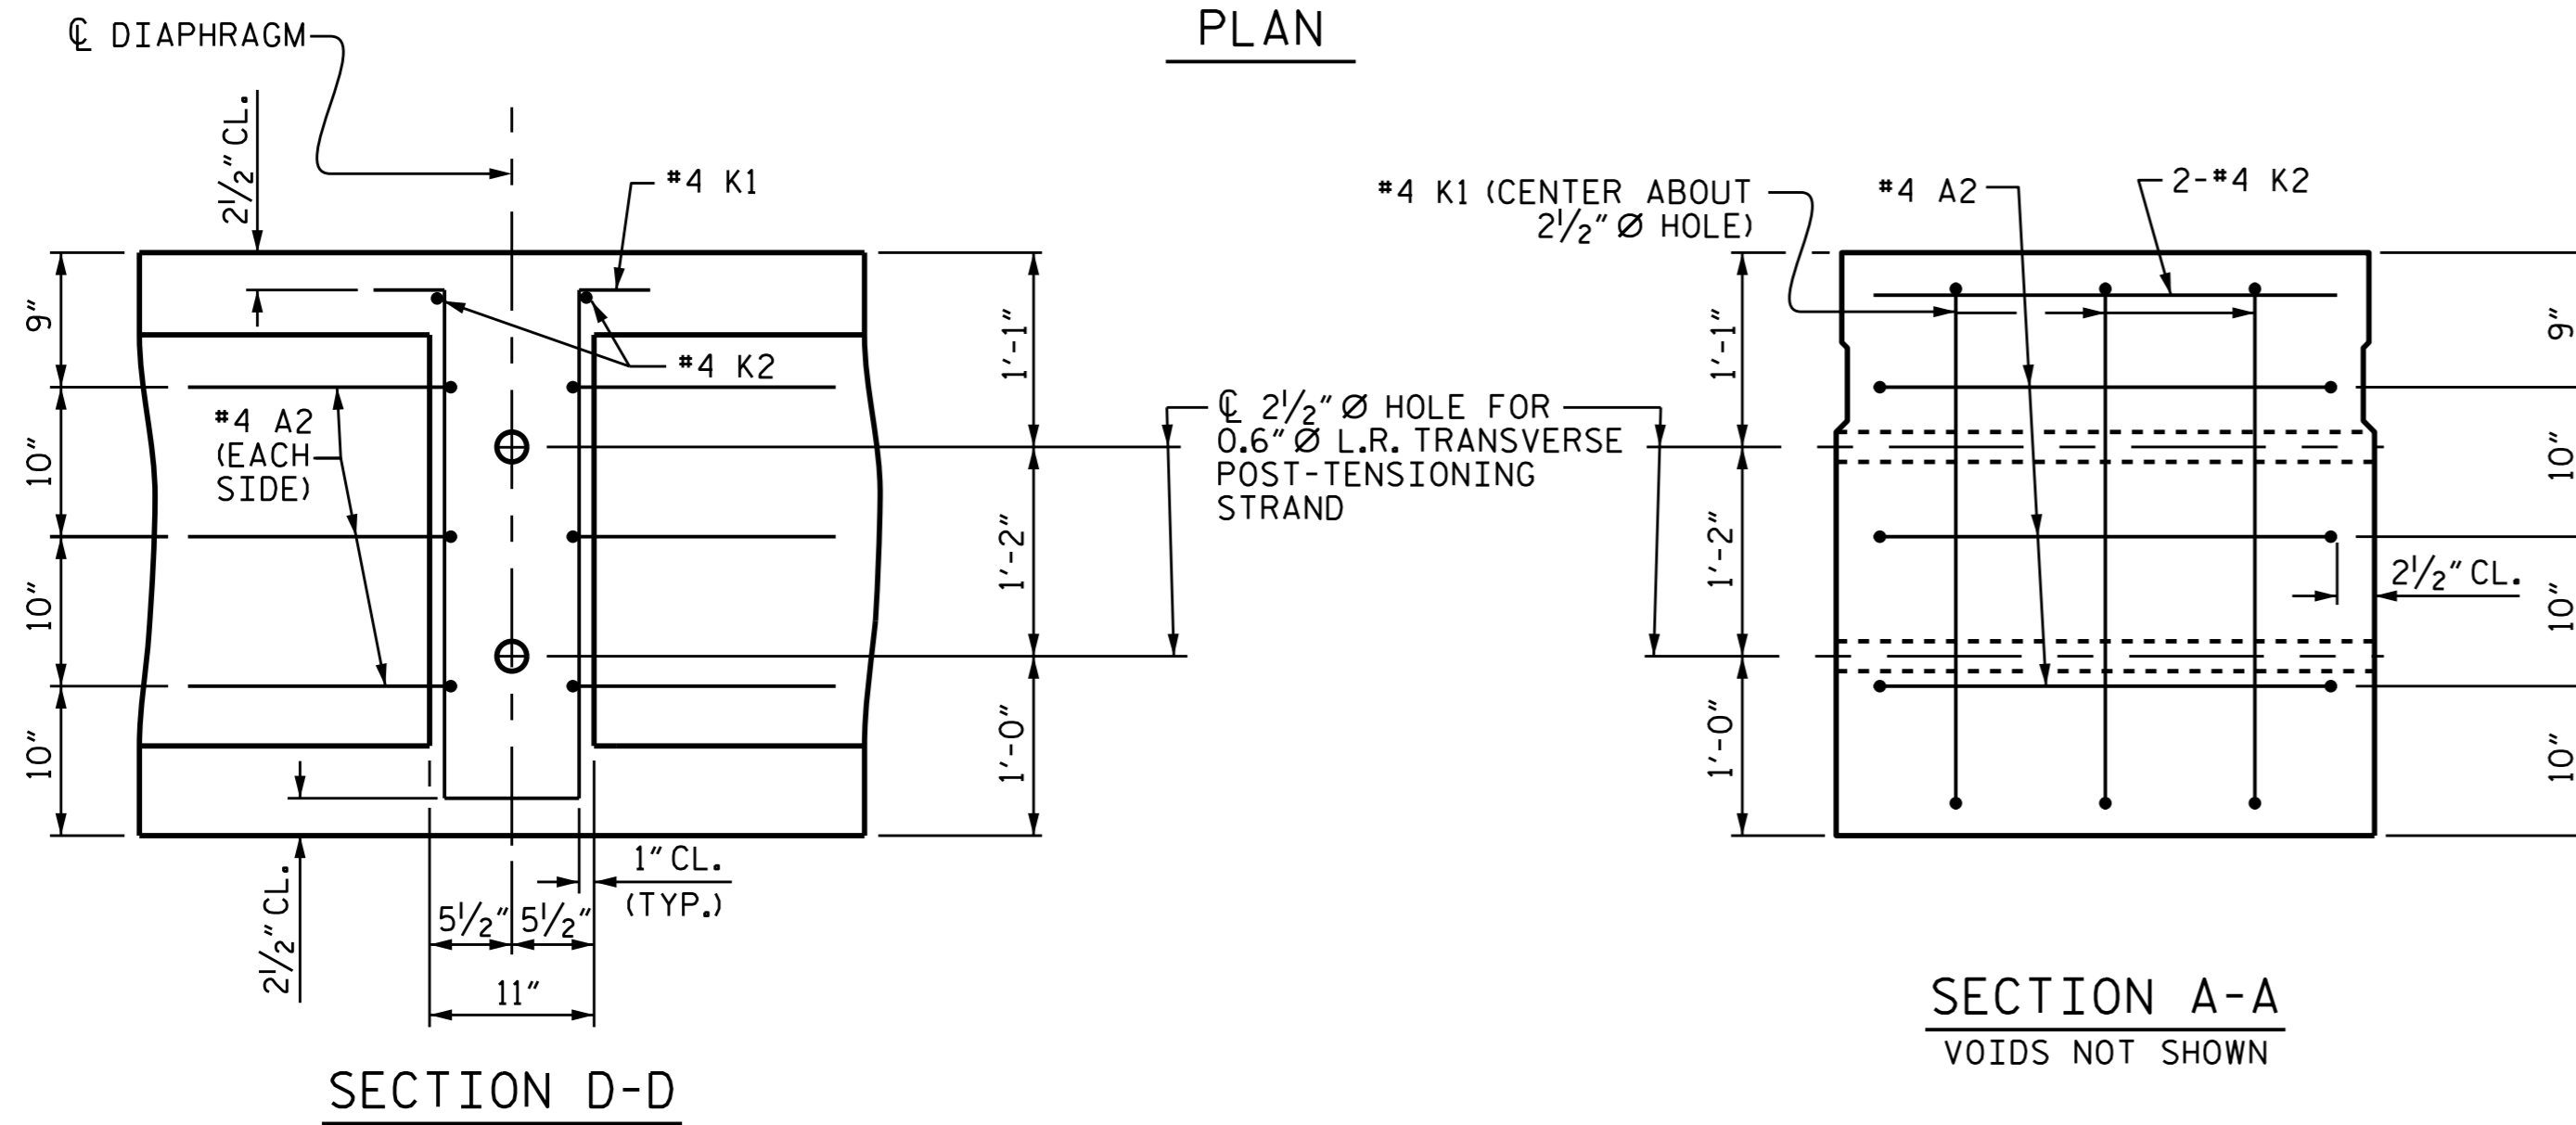 PLAN
℄ DIAPHRAGM
2½" CL.
#4 K1
9"
10"
10"
10"
#4 A2
(EACH
SIDE)
#4 K2
1'-1"
1'-2"
1'-0"
2½" CL.
1" CL.
(TYP.)
5½" 5½"
11"
SECTION D-D
℄ 2½" Ø HOLE FOR
0.6" Ø L.R. TRANSVERSE
POST-TENSIONING
STRAND
#4 K1 (CENTER ABOUT
2½" Ø HOLE)
#4 A2
2-#4 K2
1'-1"
1'-2"
1'-0"
9"
10"
10"
10"
2½" CL.
SECTION A-A
VOIDS NOT SHOWN